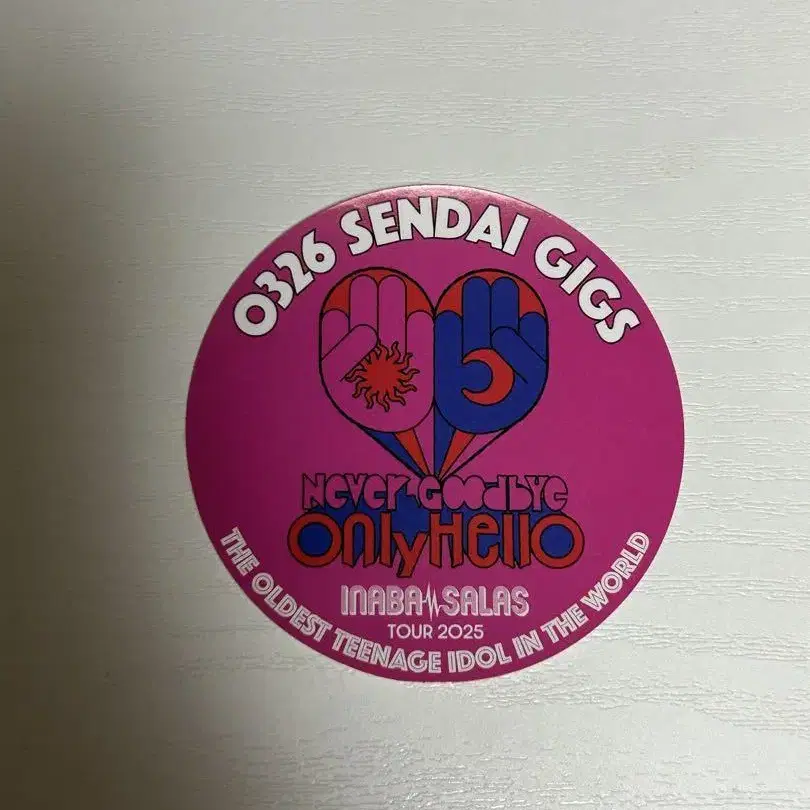 0326 SENDAI GIGS
Never Goodbye
Only Hello
INABA SALAS
TOUR 2025
THE OLDEST TEENAGE IDOL IN THE WORLD